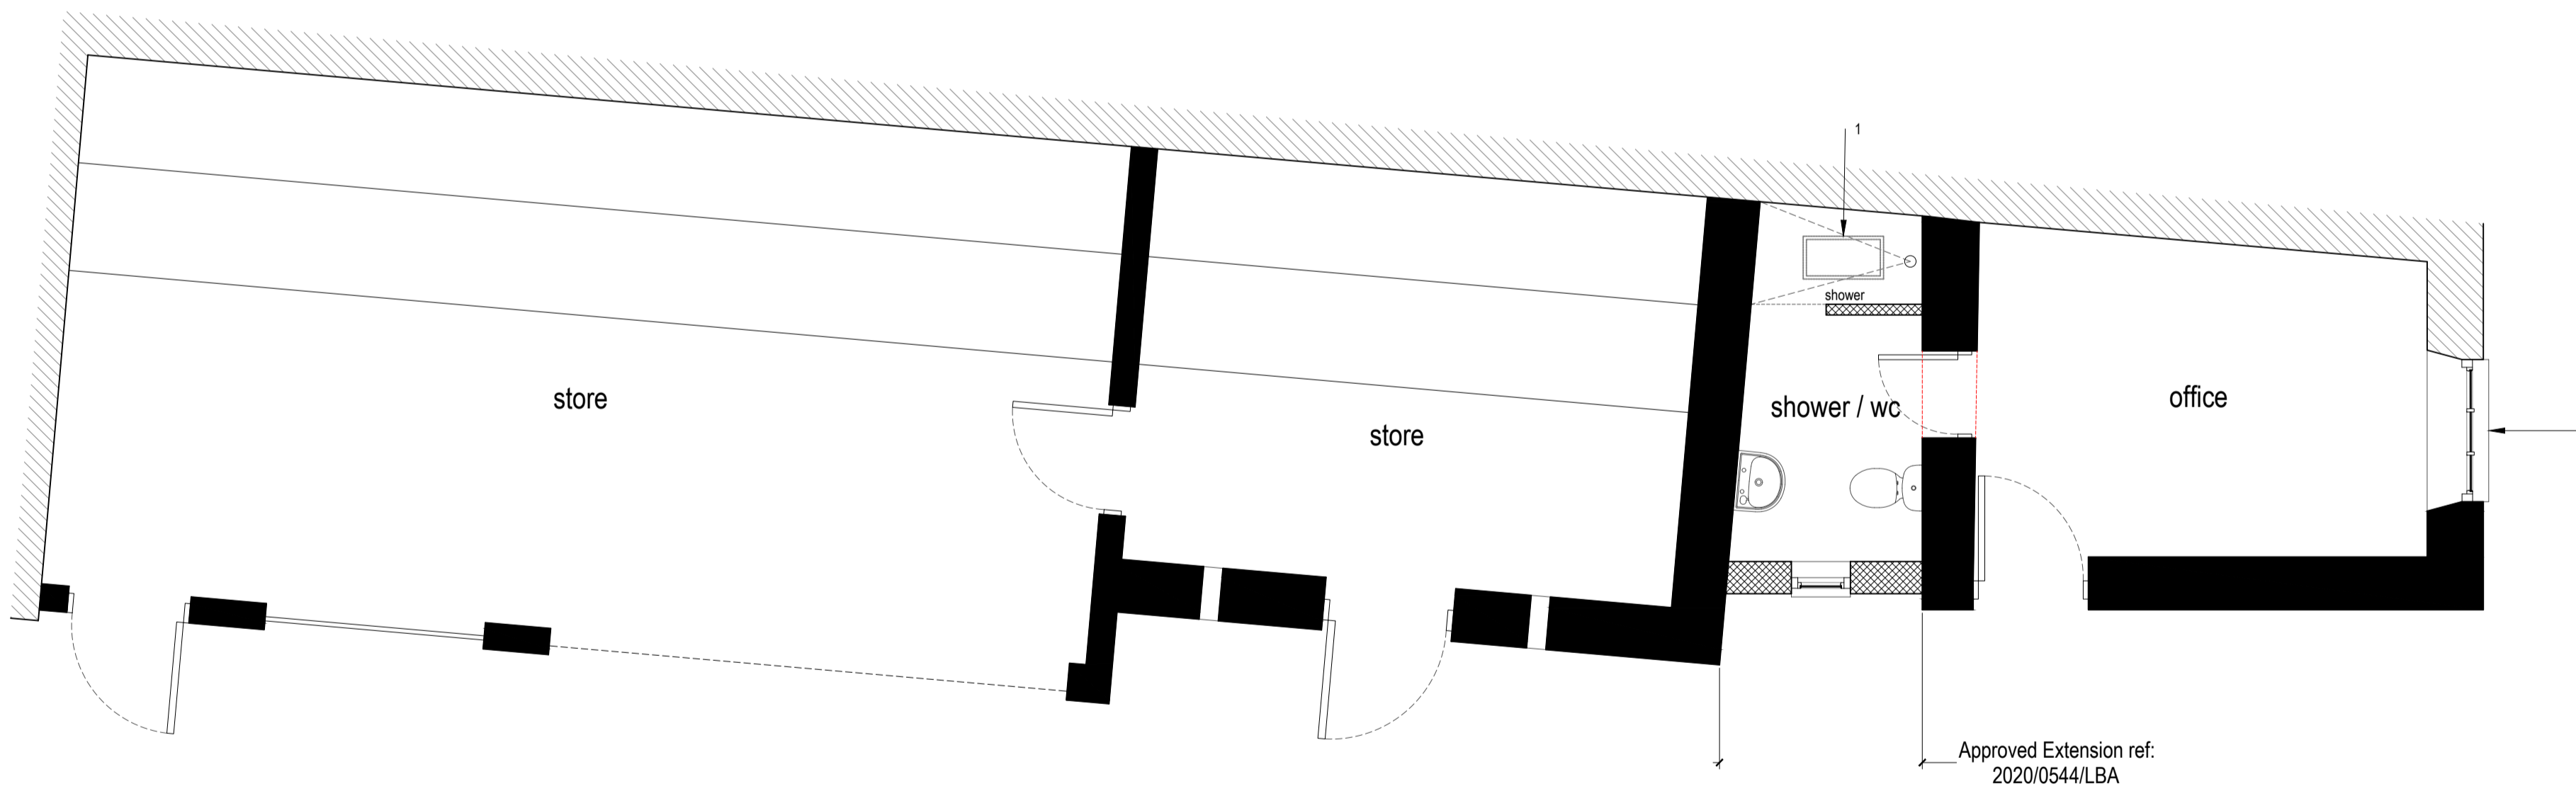 1
shower
store
store
shower / wc
office
Approved Extension ref:
2020/0544/LBA